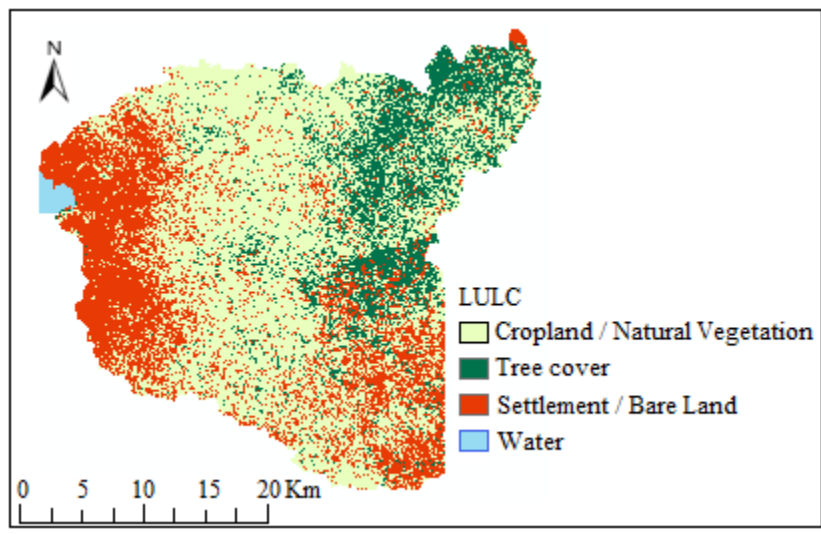 N
LULC
Cropland / Natural Vegetation
Tree cover
Settlement / Bare Land
Water
0 5 10 15 20 Km